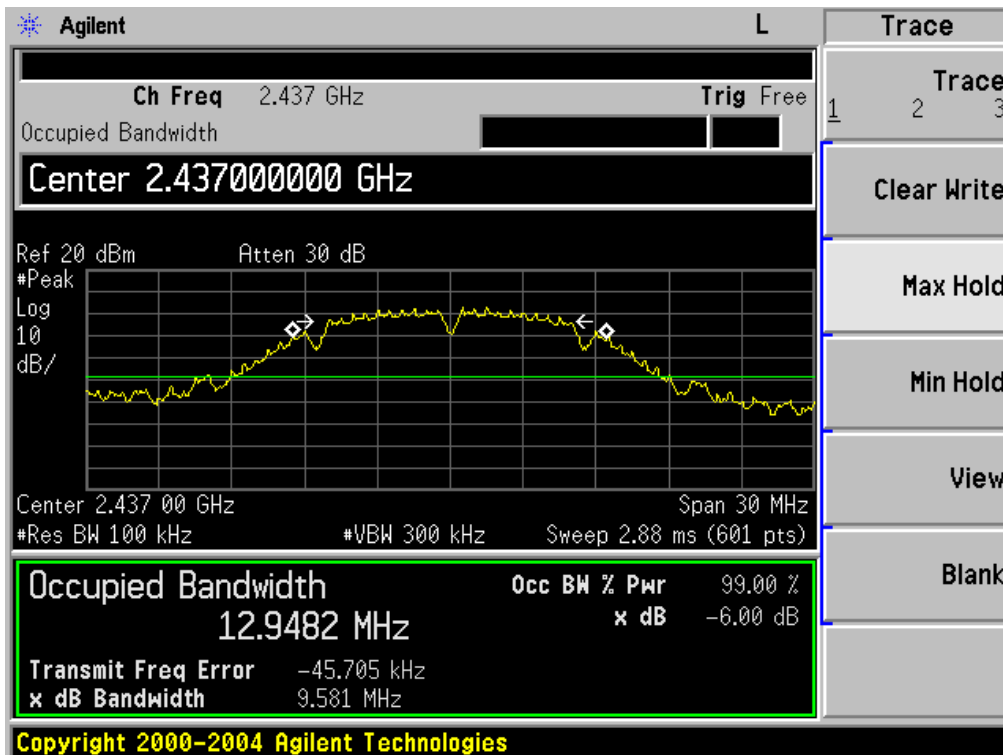 Agilent L Trace
Ch Freq 2.437 GHz Trig Free
Occupied Bandwidth
Center 2.437000000 GHz
Ref 20 dBm Atten 30 dB
#Peak
Log
10
dB/
Center 2.437 00 GHz Span 30 MHz
#Res BW 100 kHz #VBW 300 kHz Sweep 2.88 ms (601 pts)
Occupied Bandwidth
12.9482 MHz
Occ BW % Pwr 99.00 %
x dB -6.00 dB
Transmit Freq Error -45.705 kHz
x dB Bandwidth 9.581 MHz
Trace
1 2 3
Clear Write
Max Hold
Min Hold
View
Blank
Copyright 2000-2004 Agilent Technologies